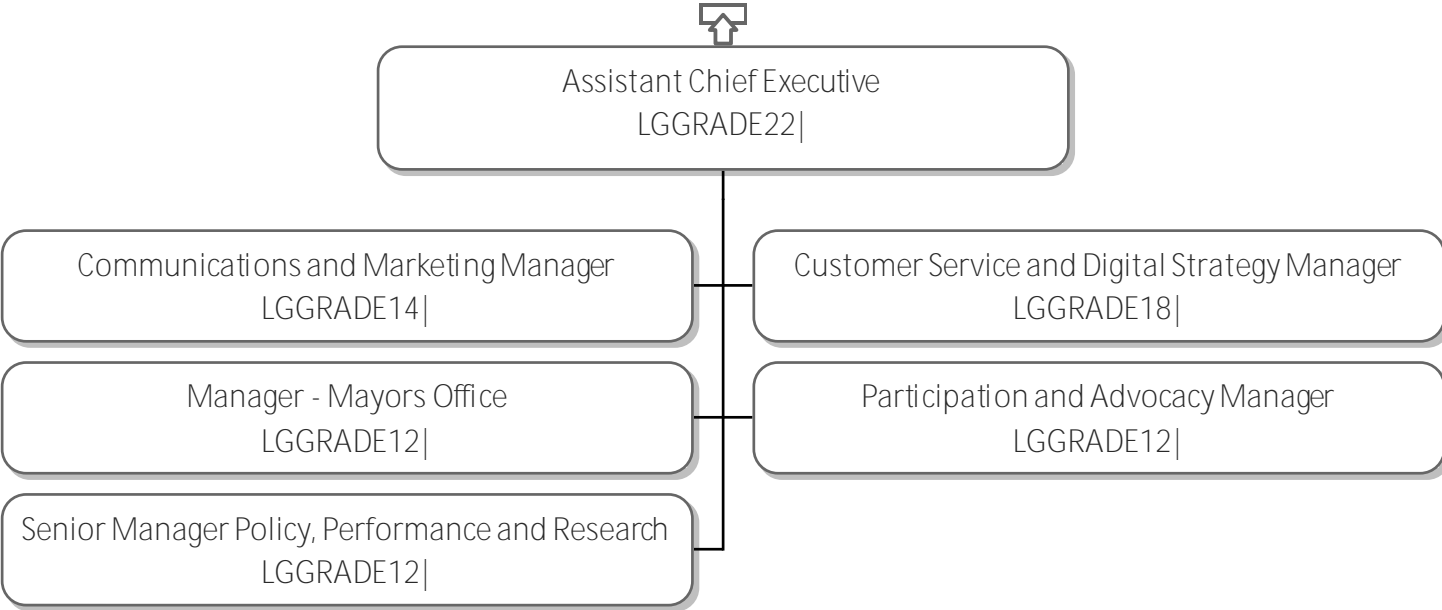 Assistant Chief Executive
LGGRADE22|
Communications and Marketing Manager
LGGRADE14|
Customer Service and Digital Strategy Manager
LGGRADE18|
Manager - Mayors Office
LGGRADE12|
Participation and Advocacy Manager
LGGRADE12|
Senior Manager Policy, Performance and Research
LGGRADE12|